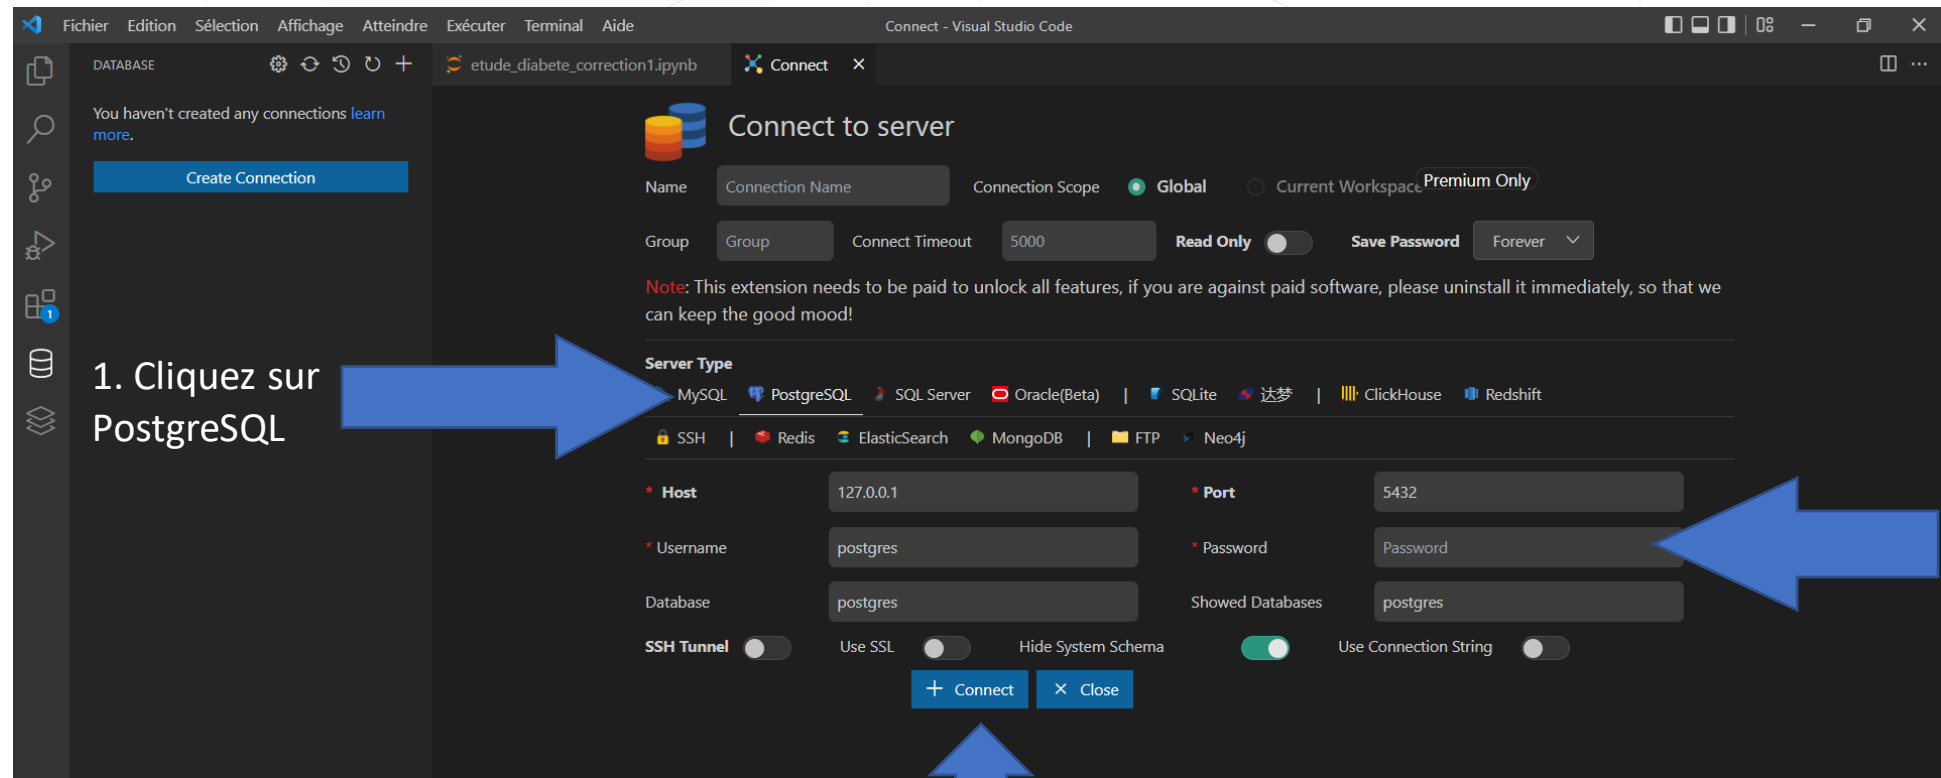 Fichier Edition Sélection Affichage Atteindre Exécuter Terminal Aide Connect - Visual Studio Code
DATABASE
etude_diabete_correction1.ipynb Connect
You haven't created any connections learn
more.
Create Connection
Connect to server
Name Connection Name Connection Scope Global Current Workspace Premium Only
Group Group Connect Timeout 5000 Read Only Save Password Forever
Note: This extension needs to be paid to unlock all features, if you are against paid software, please uninstall it immediately, so that we
can keep the good mood!
1. Cliquez sur
PostgreSQL
Server Type
MySQL PostgreSQL SQL Server Oracle(Beta) | SQLite 达梦 | ClickHouse Redshift
SSH | Redis ElasticSearch MongoDB | FTP Neo4j
* Host 127.0.0.1 * Port 5432
* Username postgres * Password Password
Database postgres Showed Databases postgres
SSH Tunnel Use SSL Hide System Schema Use Connection String
+ Connect × Close
1